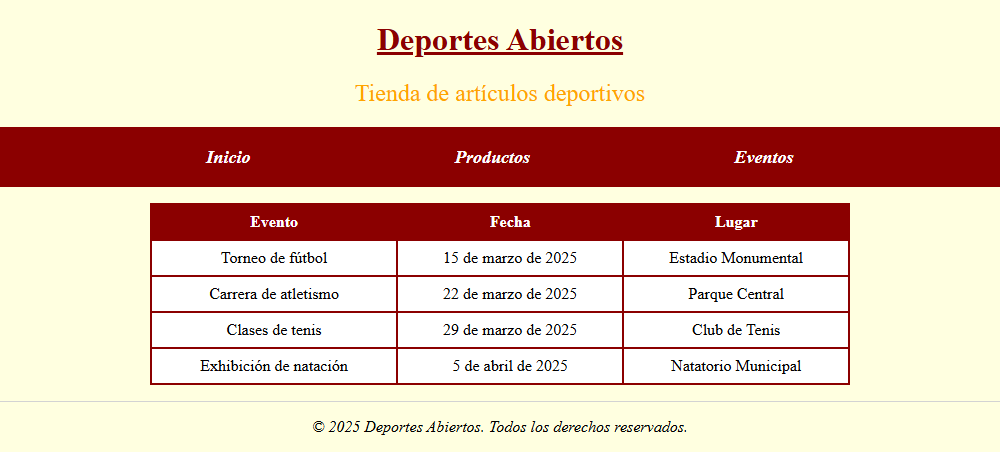 Deportes Abiertos
Tienda de artículos deportivos
Inicio Productos Eventos
Evento Fecha Lugar
Torneo de fútbol 15 de marzo de 2025 Estadio Monumental
Carrera de atletismo 22 de marzo de 2025 Parque Central
Clases de tenis 29 de marzo de 2025 Club de Tenis
Exhibición de natación 5 de abril de 2025 Natatorio Municipal
© 2025 Deportes Abiertos. Todos los derechos reservados.